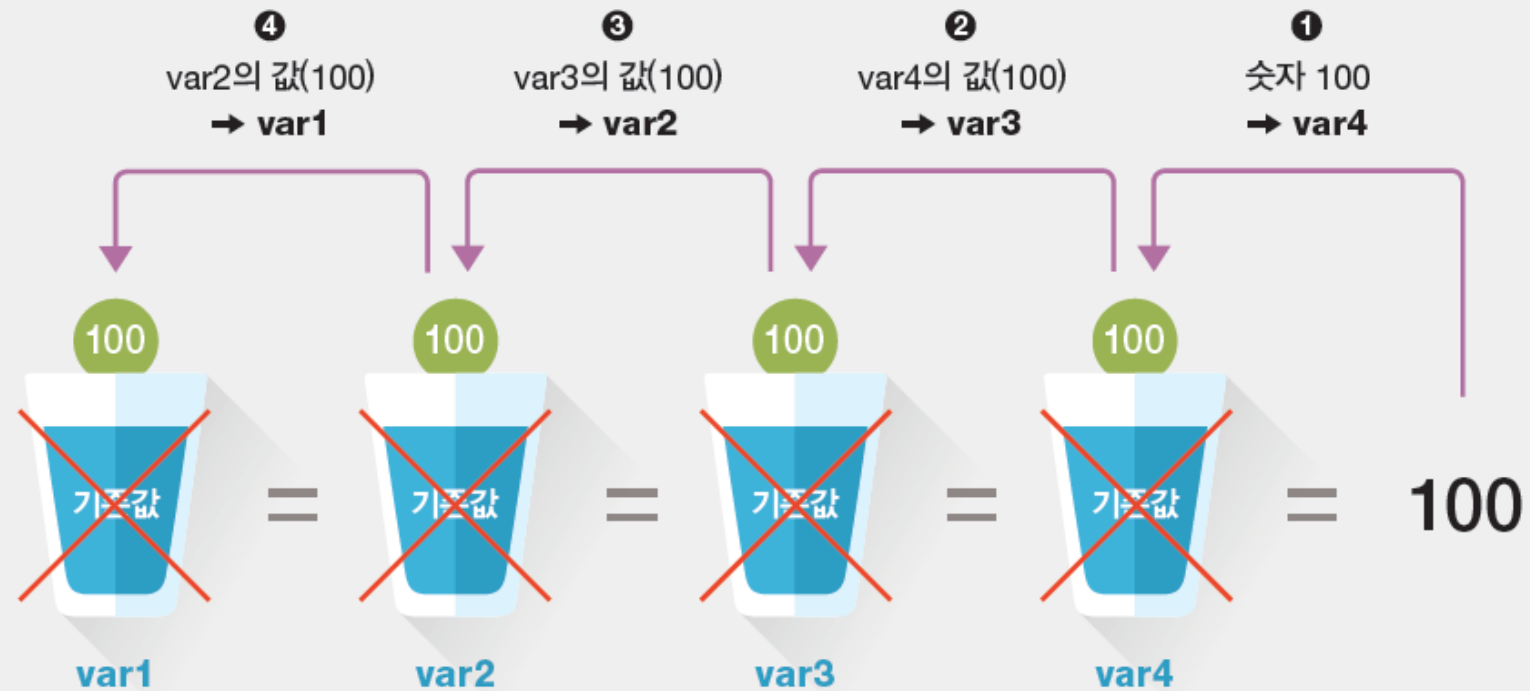 ❹
var2의 값(100)
➞ var1
❸
var3의 값(100)
➞ var2
❷
var4의 값(100)
➞ var3
❶
숫자 100
➞ var4
100
100
100
100
기존값 = 기존값 = 기존값 = 기존값 = 100
var1
var2
var3
var4